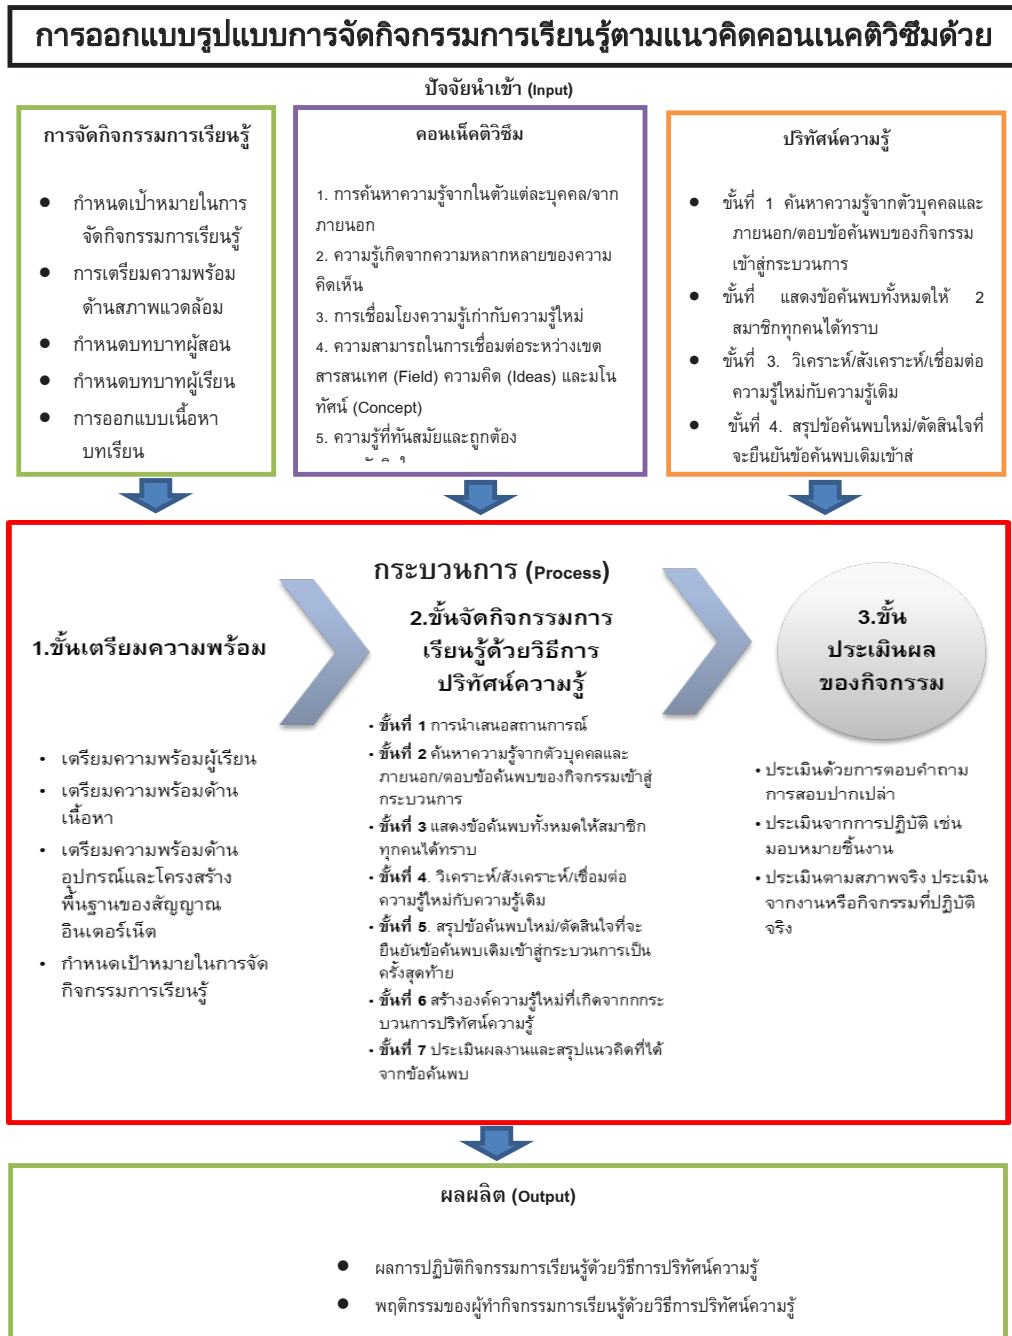 การออกแบบรูปแบบการจัดกิจกรรมการเรียนรู้ตามแนวคิดคอนเนคติวิซึมด้วย
ปัจจัยนำเข้า (Input)
การจัดกิจกรรมการเรียนรู้
● กำหนดเป้าหมายในการ
จัดกิจกรรมการเรียนรู้
● การเตรียมความพร้อม
ด้านสภาพแวดล้อม
● กำหนดบทบาทผู้สอน
● กำหนดบทบาทผู้เรียน
● การออกแบบเนื้อหา
บทเรียน
คอนเน็คติวิซึม
1. การค้นหาความรู้จากในตัวแต่ละบุคคล/จาก
ภายนอก
2. ความรู้เกิดจากความหลากหลายของความ
คิดเห็น
3. การเชื่อมโยงความรู้เก่ากับความรู้ใหม่
4. ความสามารถในการเชื่อมต่อระหว่างเขต
สารสนเทศ (Field) ความคิด (Ideas) และมโน
ทัศน์ (Concept)
5. ความรู้ที่ทันสมัยและถูกต้อง
ปริทัศน์ความรู้
● ขั้นที่ 1 ค้นหาความรู้จากตัวบุคคลและ
ภายนอก/ตอบข้อค้นพบของกิจกรรม
เข้าสู่กระบวนการ
● ขั้นที่ แสดงข้อค้นพบทั้งหมดให้ 2
สมาชิกทุกคนได้ทราบ
● ขั้นที่ 3. วิเคราะห์/สังเคราะห์/เชื่อมต่อ
ความรู้ใหม่กับความรู้เดิม
● ขั้นที่ 4. สรุปข้อค้นพบใหม่/ตัดสินใจที่
จะยืนยันข้อค้นพบเดิมเข้าส่
กระบวนการ (Process)
1.ขั้นเตรียมความพร้อม
• เตรียมความพร้อมผู้เรียน
• เตรียมความพร้อมด้าน
เนื้อหา
• เตรียมความพร้อมด้าน
อุปกรณ์และโครงสร้าง
พื้นฐานของสัญญาณ
อินเตอร์เน็ต
• กำหนดเป้าหมายในการจัด
กิจกรรมการเรียนรู้
2.ขั้นจัดกิจกรรมการ
เรียนรู้ด้วยวิธีการ
ปริทัศน์ความรู้
• ขั้นที่ 1 การนำเสนอสถานการณ์
• ขั้นที่ 2 ค้นหาความรู้จากตัวบุคคลและ
ภายนอก/ตอบข้อค้นพบของกิจกรรมเข้าสู่
กระบวนการ
• ขั้นที่ 3 แสดงข้อค้นพบทั้งหมดให้สมาชิก
ทุกคนได้ทราบ
• ขั้นที่ 4. วิเคราะห์/สังเคราะห์/เชื่อมต่อ
ความรู้ใหม่กับความรู้เดิม
• ขั้นที่ 5. สรุปข้อค้นพบใหม่/ตัดสินใจที่จะ
ยืนยันข้อค้นพบเดิมเข้าสู่กระบวนการเป็น
ครั้งสุดท้าย
• ขั้นที่ 6 สร้างองค์ความรู้ใหม่ที่เกิดจากกกระ
บวนการปริทัศน์ความรู้
• ขั้นที่ 7 ประเมินผลงานและสรุปแนวคิดที่ได้
จากข้อค้นพบ
3.ขั้น
ประเมินผล
ของกิจกรรม
• ประเมินด้วยการตอบคำถาม
การสอบปากเปล่า
• ประเมินจากการปฏิบัติ เช่น
มอบหมายชิ้นงาน
• ประเมินตามสภาพจริง ประเมิน
จากงานหรือกิจกรรมที่ปฏิบัติ
จริง
ผลผลิต (Output)
● ผลการปฏิบัติกิจกรรมการเรียนรู้ด้วยวิธีการปริทัศน์ความรู้
● พฤติกรรมของผู้ทำกิจกรรมการเรียนรู้ด้วยวิธีการปริทัศน์ความรู้